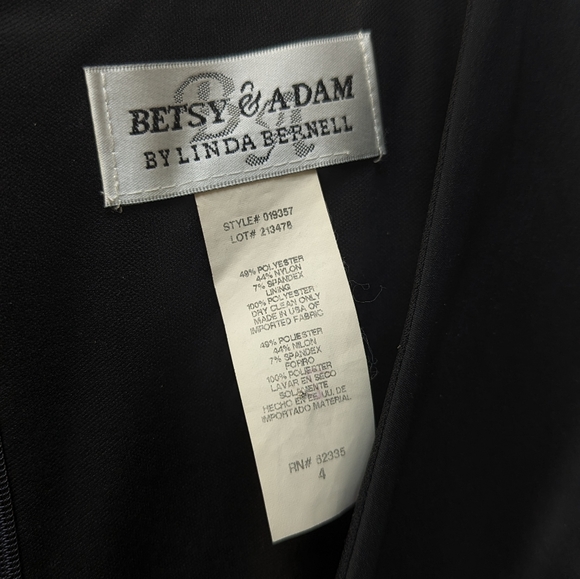 BETSY & ADAM
BY LINDA BERNELL
STYLE# 019357
LOT# 213478
49% POLYESTER
44% NYLON
7% SPANDEX
LINING
100% POLYESTER
DRY CLEAN ONLY
MADE IN USA OF
IMPORTED FABRIC
49% POLIESTER
44% NILON
7% SPANDEX
FORRO
100% POLIESTER
LAVAR EN SECO
SOLAMENTE
HECHO EN EE.UU. DE
IMPORTADO MATERIAL
RN# 62335
4